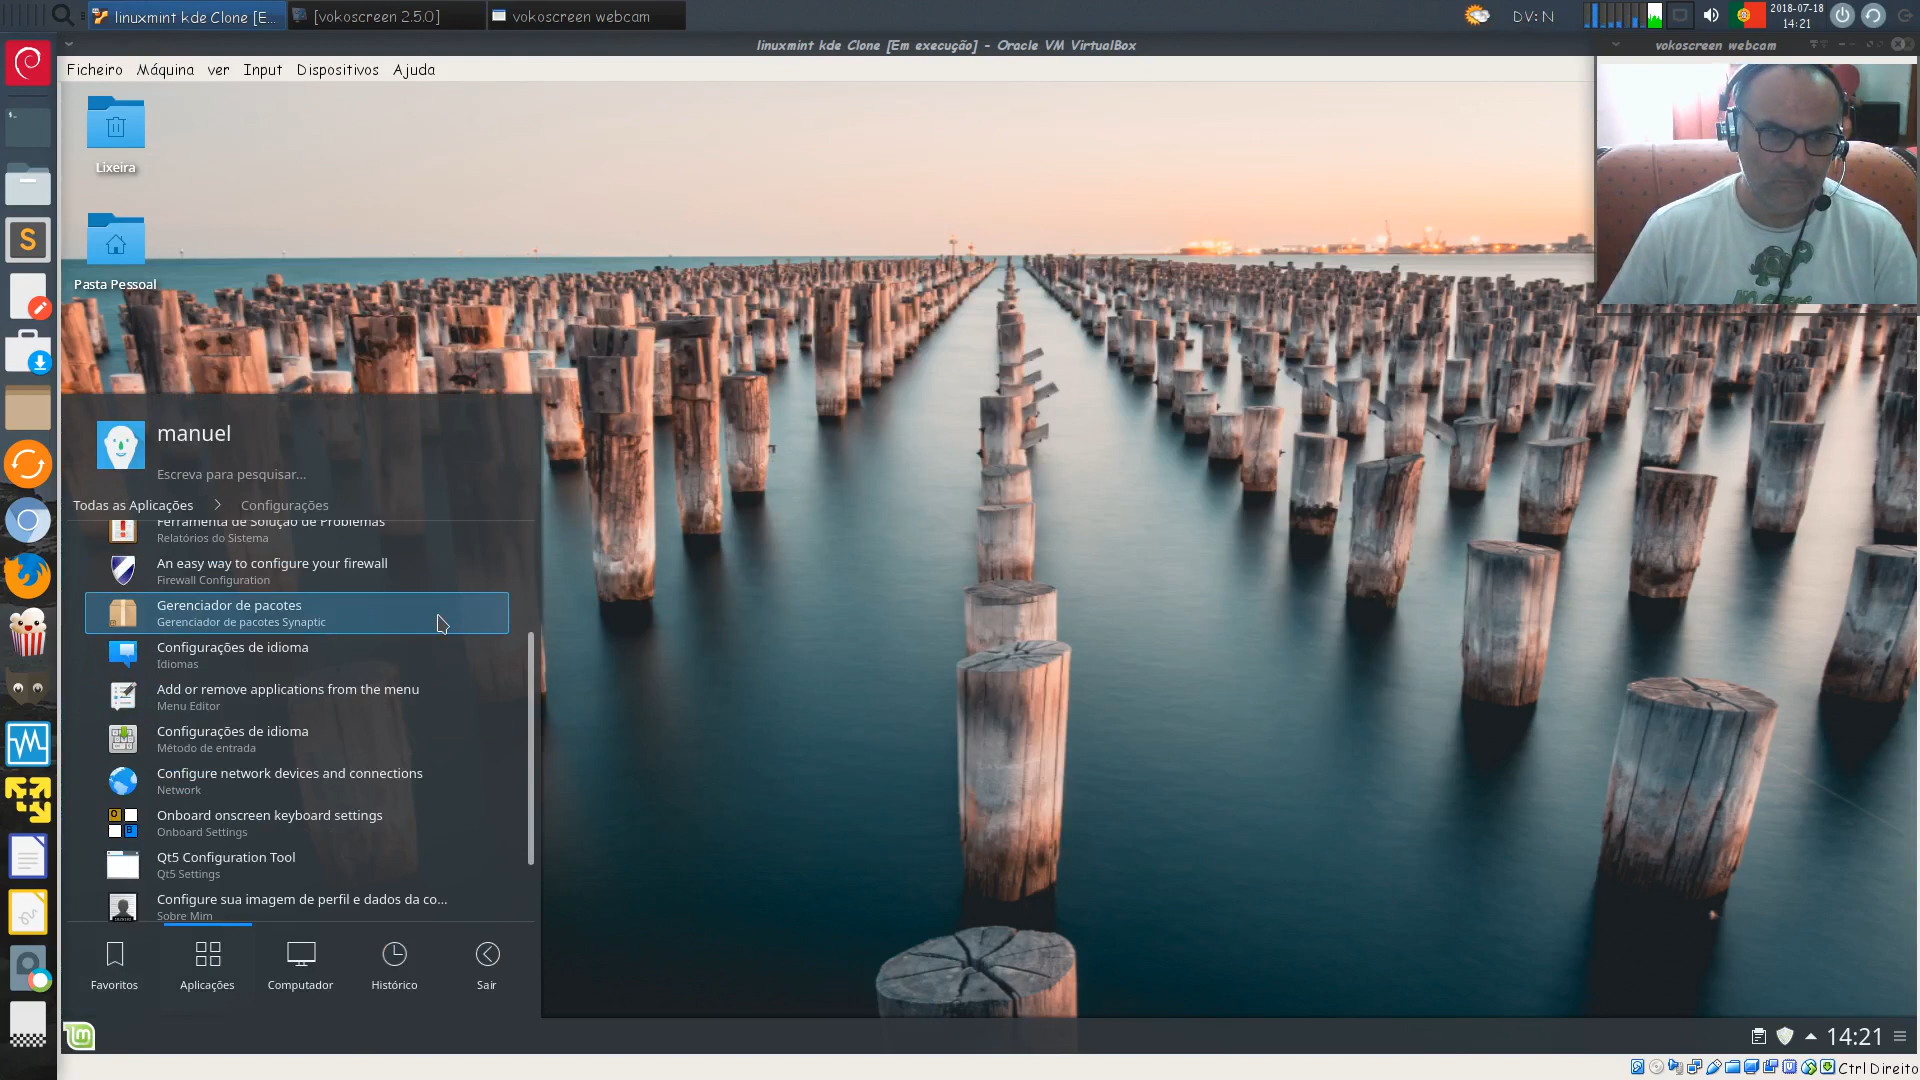 linuxmint kde Clone [E...
[vokoscreen 2.5.0]
vokoscreen webcam
DV: N
2018-07-18
14:21
linuxmint kde Clone [Em execução] - Oracle VM VirtualBox
vokoscreen webcam
Ficheiro Máquina ver Input Dispositivos Ajuda
Lixeira
Pasta Pessoal
manuel
Escreva para pesquisar...
Todas as Aplicações > Configurações
Ferramenta de Solução de Problemas
Relatórios do Sistema
An easy way to configure your firewall
Firewall Configuration
Gerenciador de pacotes
Gerenciador de pacotes Synaptic
Configurações de idioma
Idiomas
Add or remove applications from the menu
Menu Editor
Configurações de idioma
Método de entrada
Configure network devices and connections
Network
Onboard onscreen keyboard settings
Onboard Settings
Qt5 Configuration Tool
Qt5 Settings
Configure sua imagem de perfil e dados da co...
Sobre Mim
Favoritos
Aplicações
Computador
Histórico
Sair
14:21
Ctrl Direito